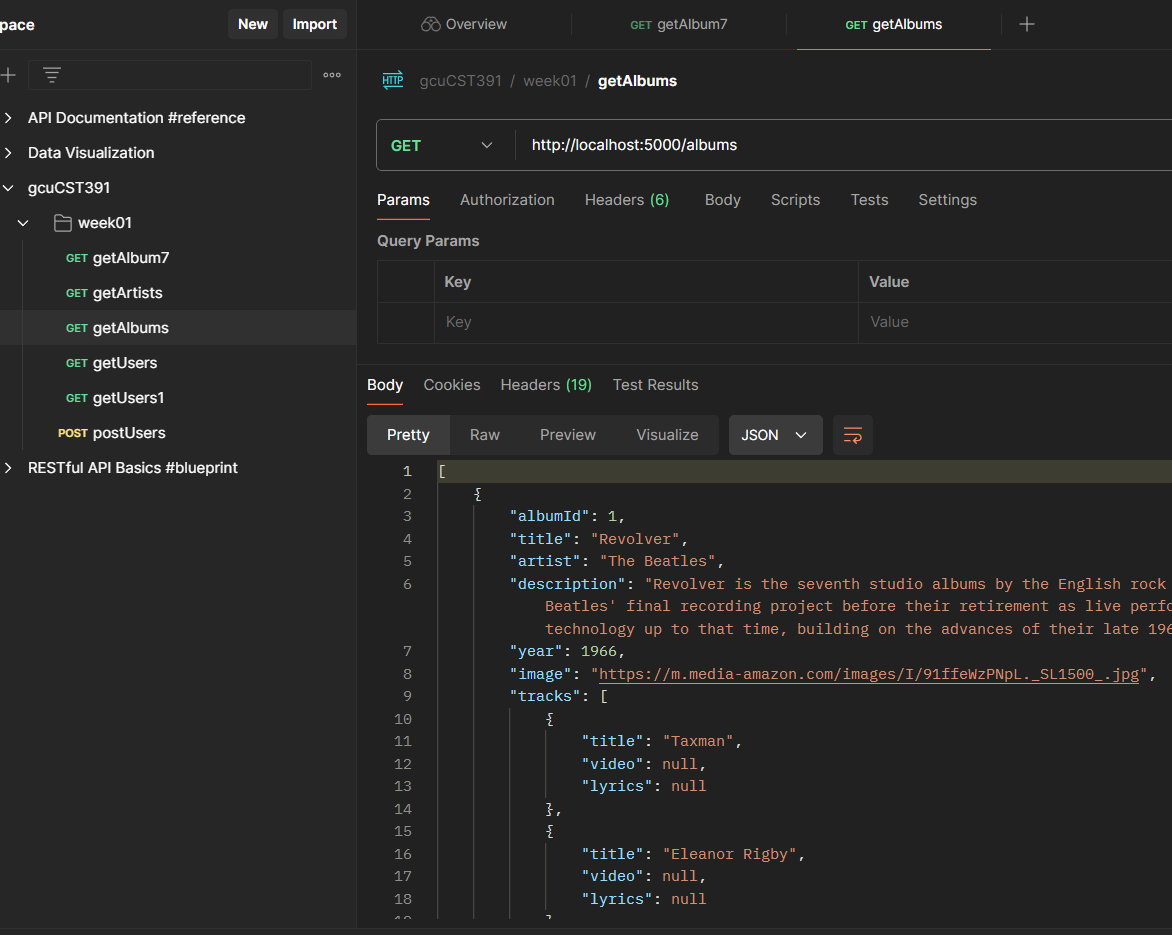 pace
New
Import
Overview
GET getAlbum7
GET getAlbums
API Documentation #reference
Data Visualization
gcuCST391
week01
GET getAlbum7
GET getArtists
GET getAlbums
GET getUsers
GET getUsers1
POST postUsers
RESTful API Basics #blueprint
HTTP gcuCST391 / week01 / getAlbums
GET http://localhost:5000/albums
Params Authorization Headers (6) Body Scripts Tests Settings
Query Params
Key Value
Key Value
Body Cookies Headers (19) Test Results
Pretty Raw Preview Visualize JSON
1 [
2 {
3 "albumId": 1,
4 "title": "Revolver",
5 "artist": "The Beatles",
6 "description": "Revolver is the seventh studio albums by the English rock
Beatles' final recording project before their retirement as live perfo
technology up to that time, building on the advances of their late 196
7 "year": 1966,
8 "image": "https://m.media-amazon.com/images/I/91ffeWzPNpL._SL1500_.jpg",
9 "tracks": [
10 {
11 "title": "Taxman",
12 "video": null,
13 "lyrics": null
14 },
15 {
16 "title": "Eleanor Rigby",
17 "video": null,
18 "lyrics": null